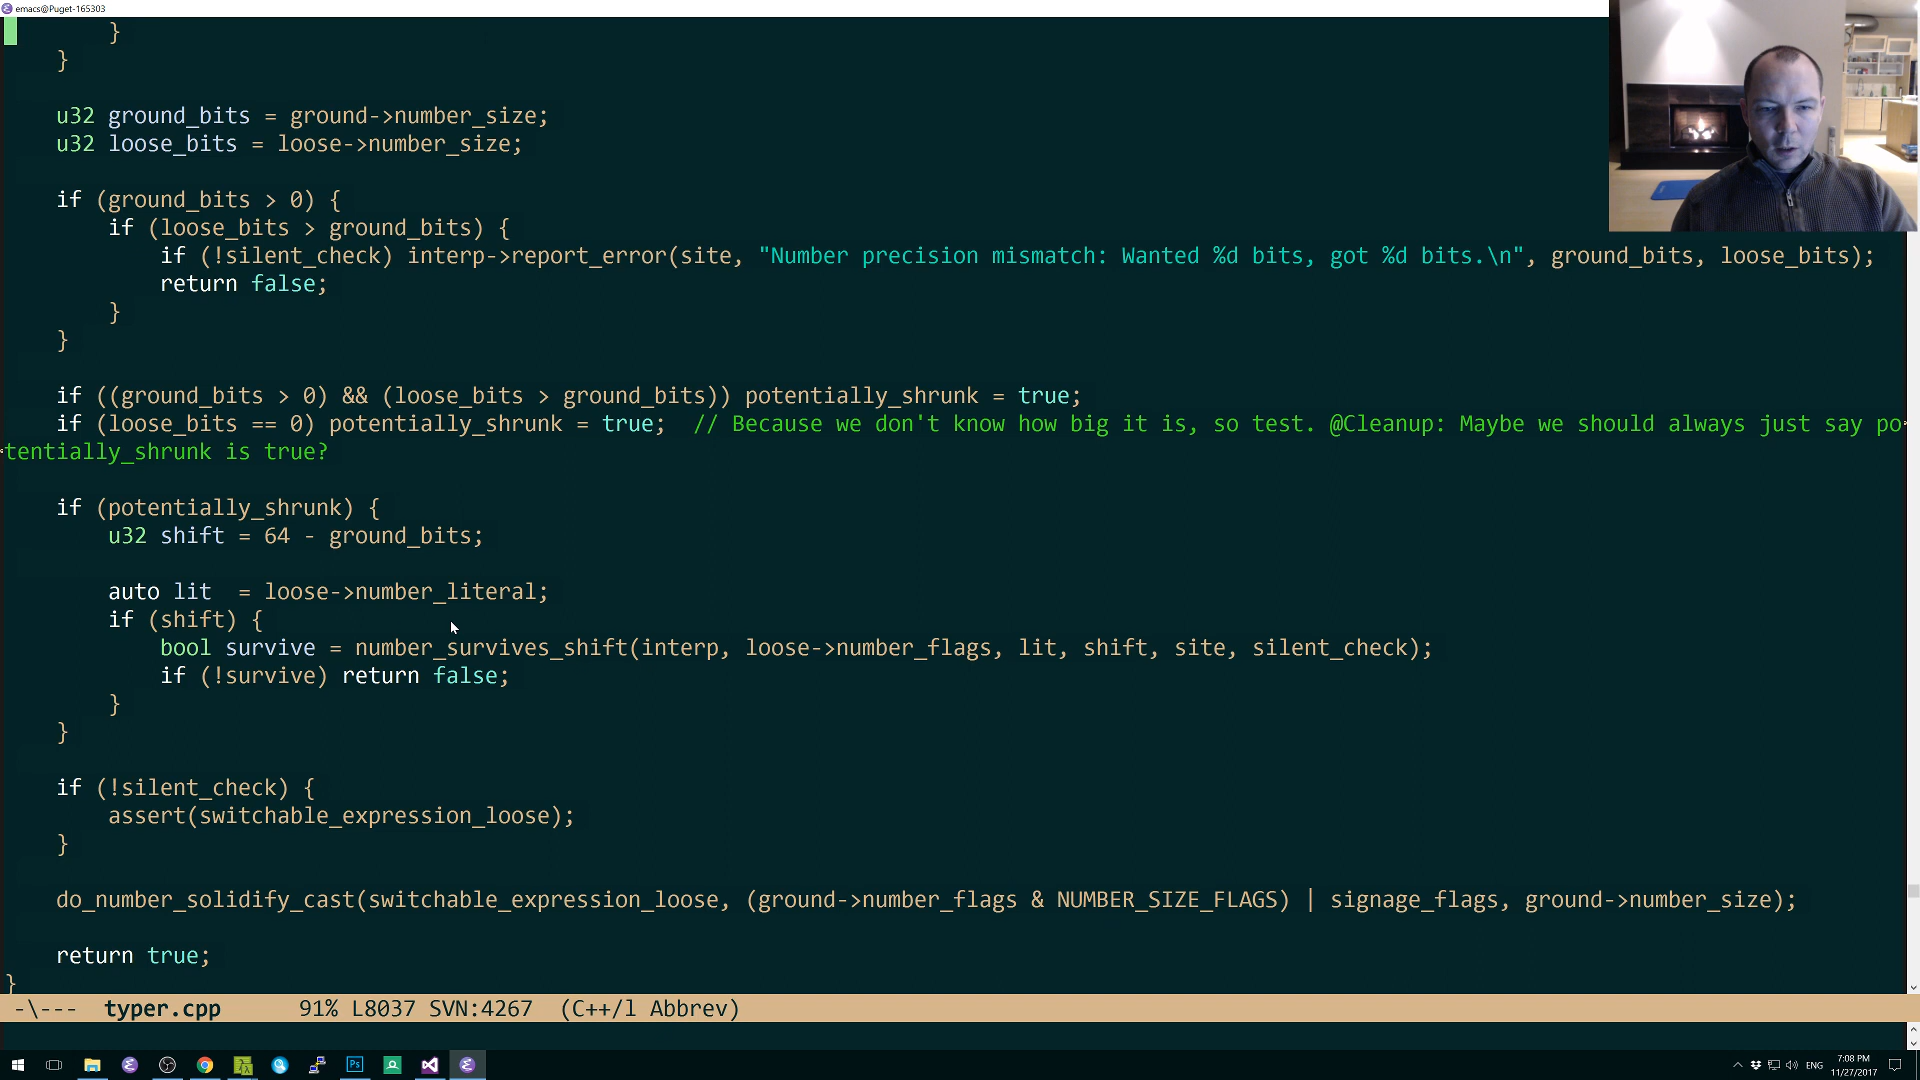 emacs@Puget-165303
}
}
u32 ground_bits = ground->number_size;
u32 loose_bits = loose->number_size;
if (ground_bits > 0) {
if (loose_bits > ground_bits) {
if (!silent_check) interp->report_error(site, "Number precision mismatch: Wanted %d bits, got %d bits.\n", ground_bits, loose_bits);
return false;
}
}
if ((ground_bits > 0) && (loose_bits > ground_bits)) potentially_shrunk = true;
if (loose_bits == 0) potentially_shrunk = true;  // Because we don't know how big it is, so test. @Cleanup: Maybe we should always just say po
tentially_shrunk is true?
if (potentially_shrunk) {
u32 shift = 64 - ground_bits;
auto lit  = loose->number_literal;
if (shift) {
bool survive = number_survives_shift(interp, loose->number_flags, lit, shift, site, silent_check);
if (!survive) return false;
}
}
if (!silent_check) {
assert(switchable_expression_loose);
}
do_number_solidify_cast(switchable_expression_loose, (ground->number_flags & NUMBER_SIZE_FLAGS) | signage_flags, ground->number_size);
return true;
}
-\---  typer.cpp      91% L8037 SVN:4267  (C++/l Abbrev)
Ps
ENG
7:08 PM
11/27/2017